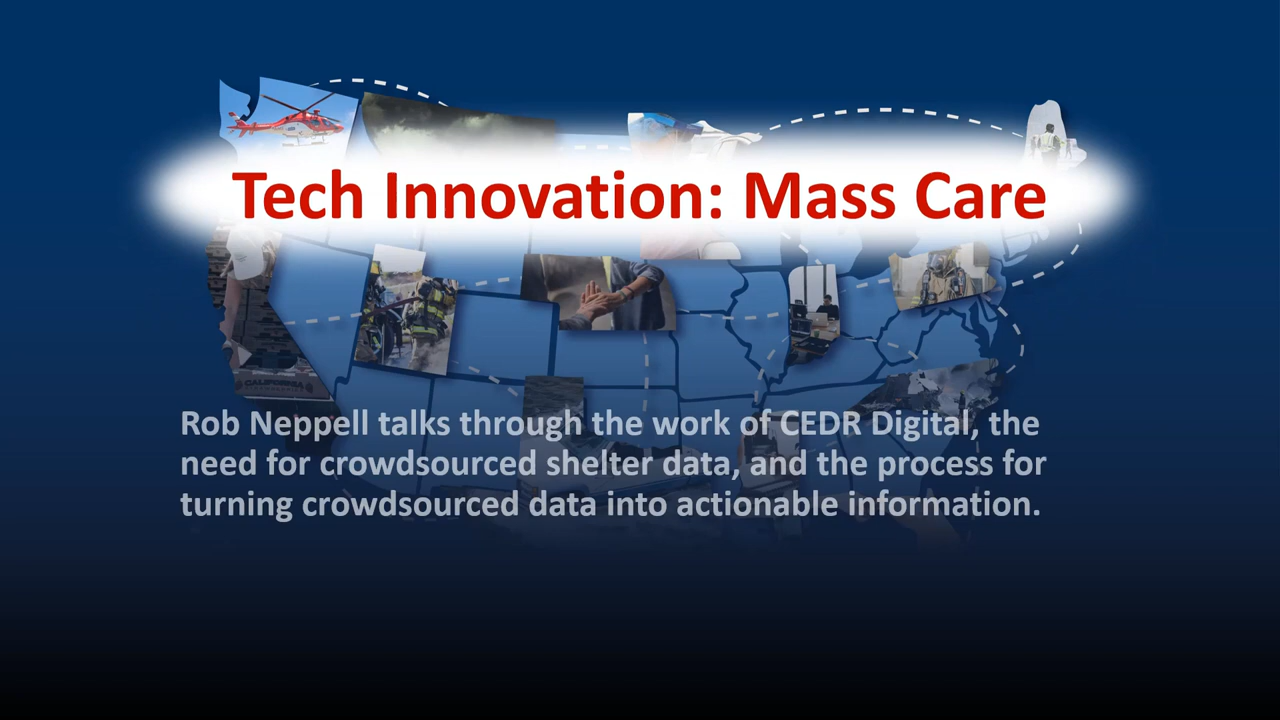 Tech Innovation: Mass Care
CALIFORNIA
Rob Neppell talks through the work of CEDR Digital, the
need for crowdsourced shelter data, and the process for
turning crowdsourced data into actionable information.